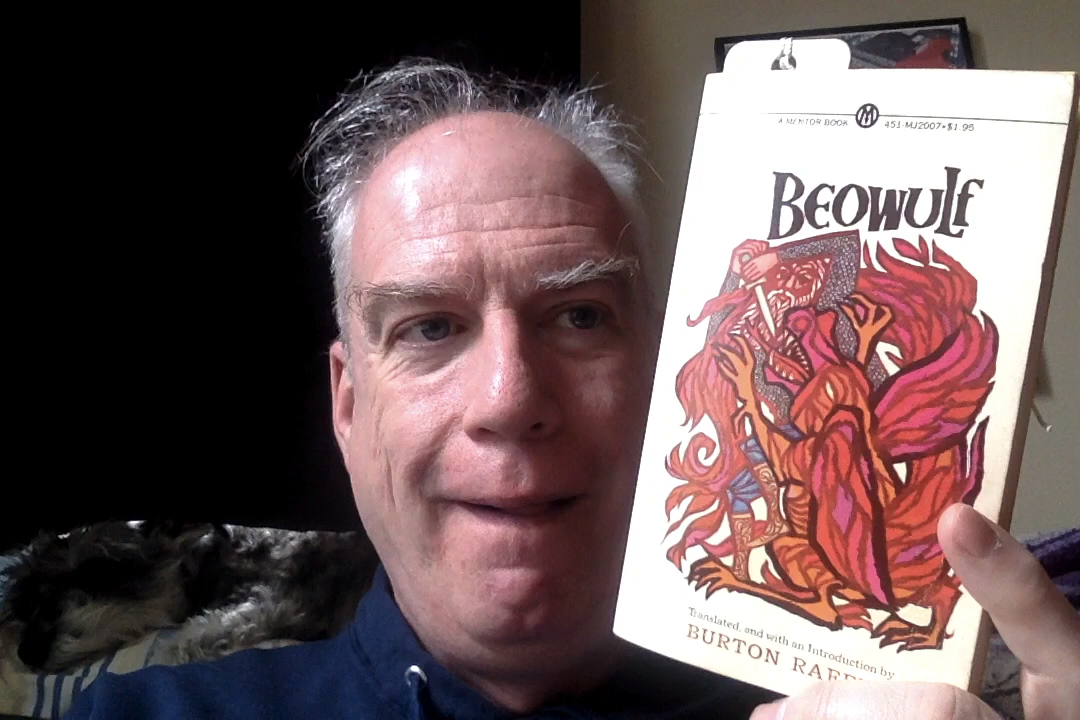 A MENTOR BOOK M 451-MJ2007•$1.95
BEOWULF
Translated, and with an Introduction by
BURTON